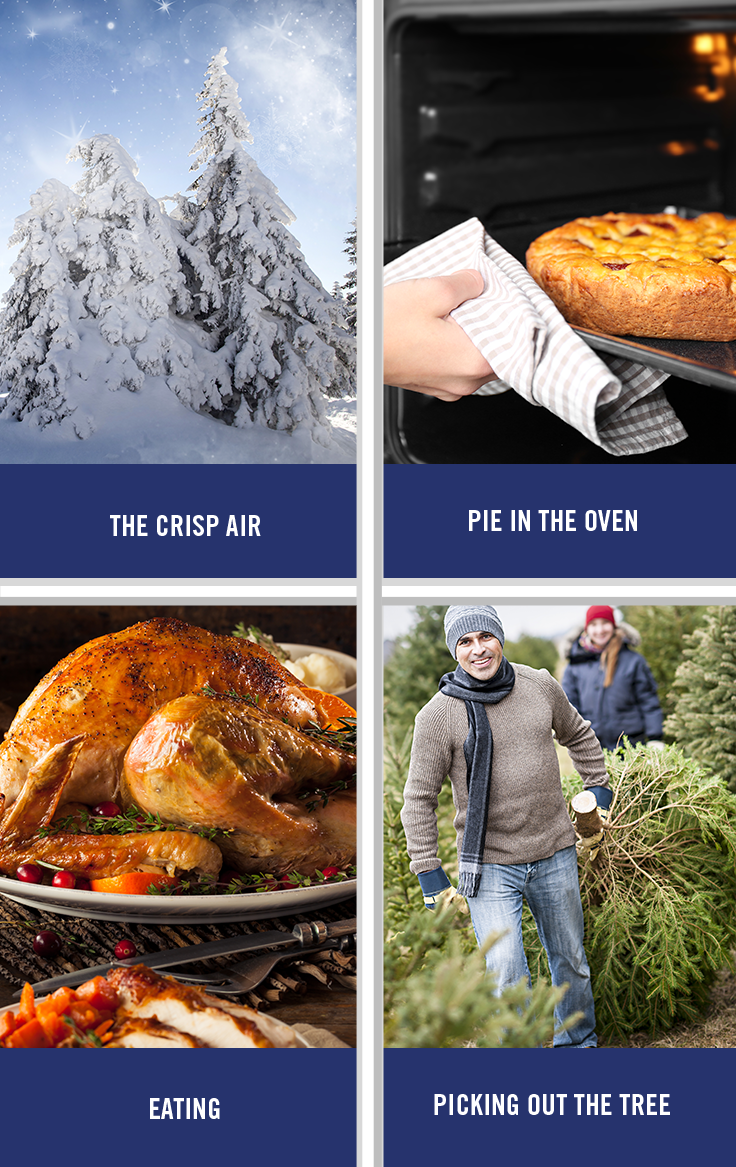 THE CRISP AIR
PIE IN THE OVEN
EATING
PICKING OUT THE TREE